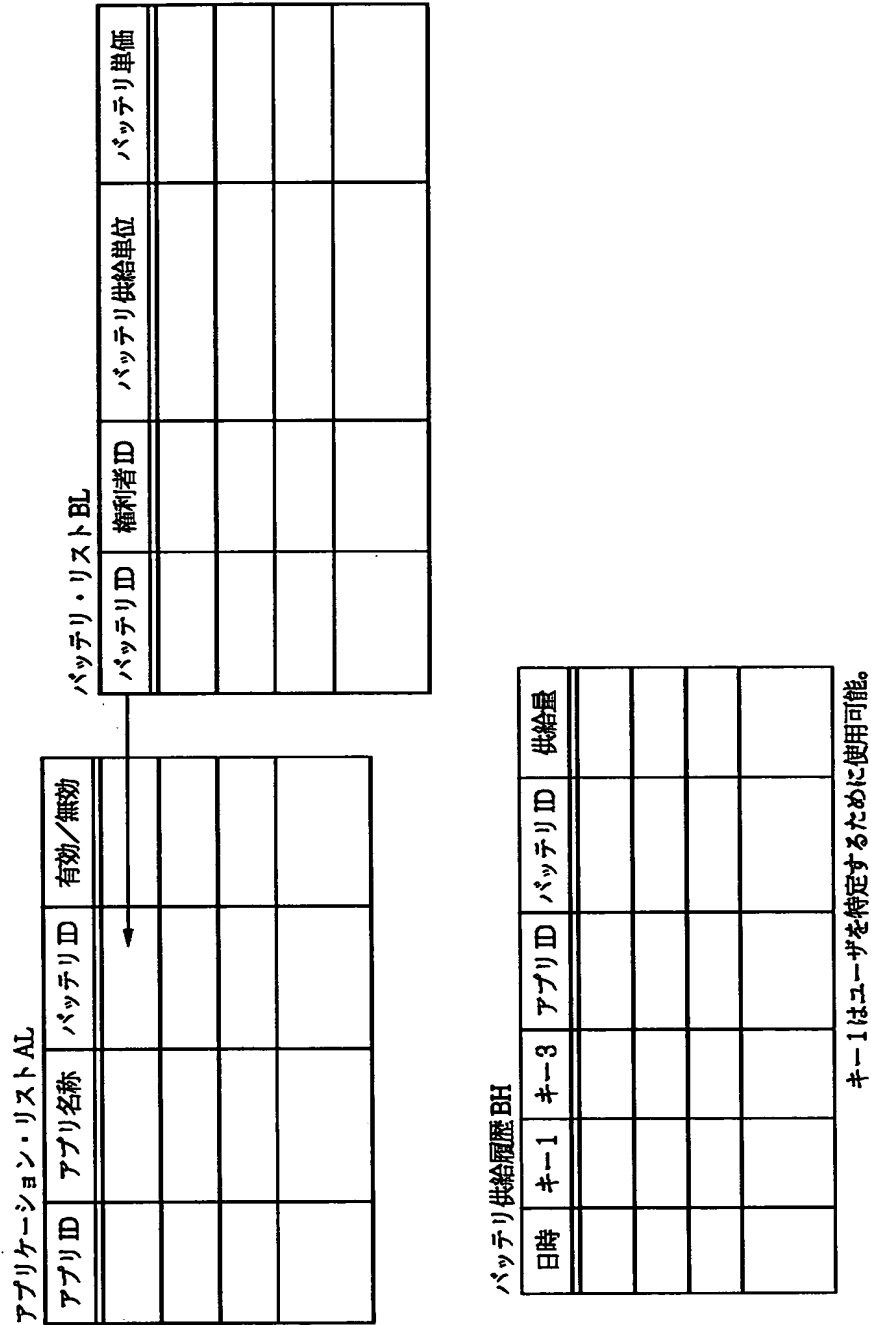 アプリケーション・リストAL
アプリID アプリ名称 バッテリID 有効／無効
バッテリ・リストBL
バッテリID 権利者ID バッテリ供給単位 バッテリ単価
バッテリ供給履歴BH
日時 キー1 キー3 アプリID バッテリID 供給量
キー1はユーザを特定するために使用可能。